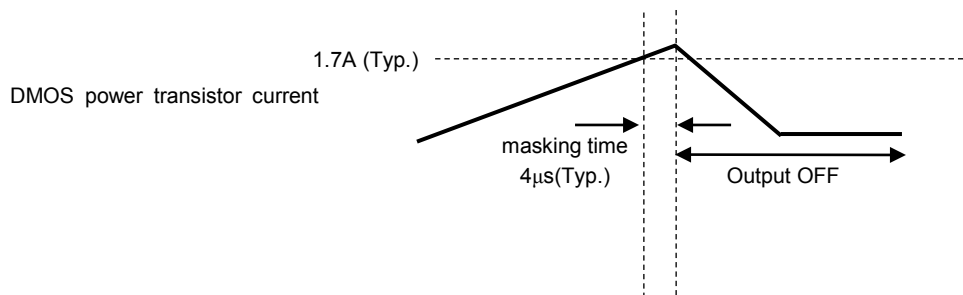 1.7A (Typ.)
DMOS power transistor current
masking time
4μs(Typ.)
Output OFF